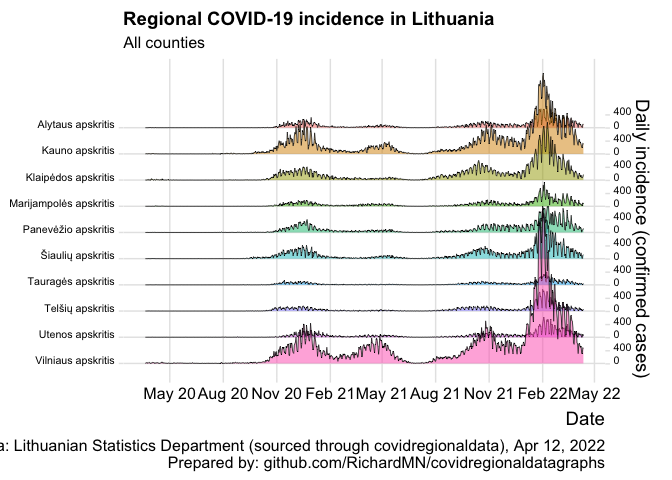 Regional COVID-19 incidence in Lithuania
All counties
Alytaus apskritis
Kauno apskritis
Klaipėdos apskritis
Marijampolės apskritis
Panevėžio apskritis
Šiaulių apskritis
Tauragės apskritis
Telšių apskritis
Utenos apskritis
Vilniaus apskritis
400
0
400
0
400
0
400
0
400
0
400
0
400
0
400
0
400
0
400
0
Daily incidence (confirmed cases)
May 20 Aug 20 Nov 20 Feb 21 May 21 Aug 21 Nov 21 Feb 22 May 22
Date
a: Lithuanian Statistics Department (sourced through covidregionaldata), Apr 12, 2022
Prepared by: github.com/RichardMN/covidregionaldatagraphs